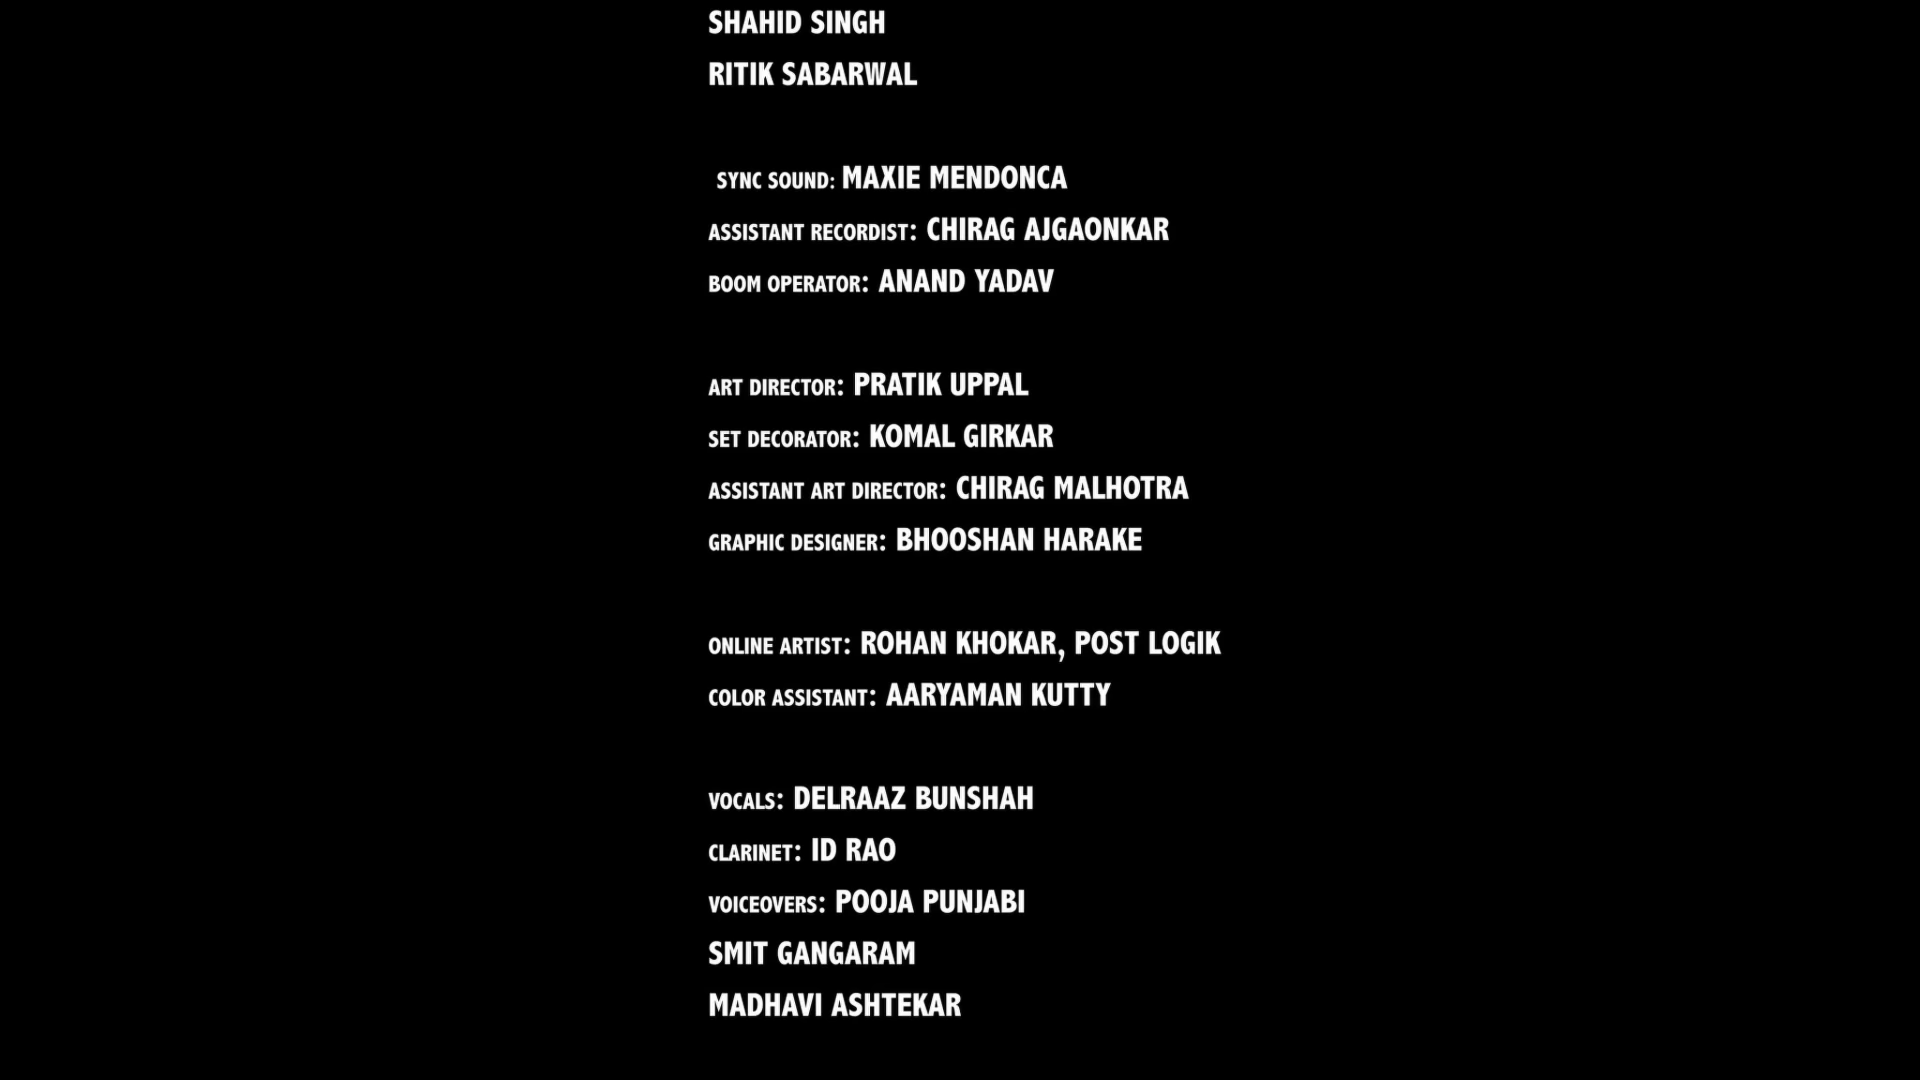 SHAHID SINGH
RITIK SABARWAL
SYNC SOUND: MAXIE MENDONCA
ASSISTANT RECORDIST: CHIRAG AJGAONKAR
BOOM OPERATOR: ANAND YADAV
ART DIRECTOR: PRATIK UPPAL
SET DECORATOR: KOMAL GIRKAR
ASSISTANT ART DIRECTOR: CHIRAG MALHOTRA
GRAPHIC DESIGNER: BHOOSHAN HARAKE
ONLINE ARTIST: ROHAN KHOKAR, POST LOGIK
COLOR ASSISTANT: AARYAMAN KUTTY
VOCALS: DELRAAZ BUNSHAH
CLARINET: ID RAO
VOICEOVERS: POOJA PUNJABI
SMIT GANGARAM
MADHAVI ASHTEKAR